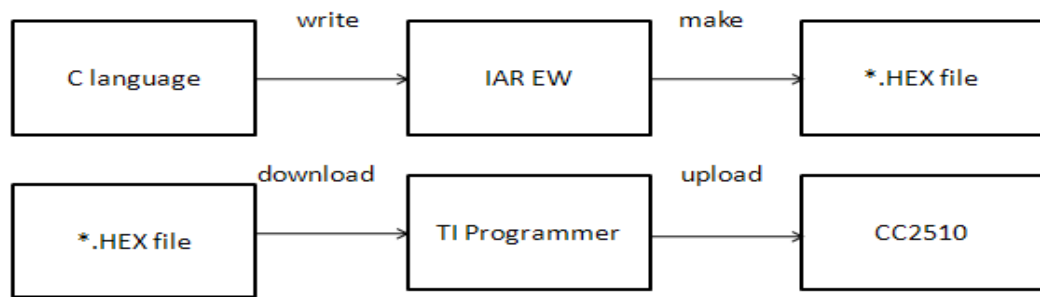 write
make
C language
IAR EW
*.HEX file
download
upload
*.HEX file
TI Programmer
CC2510